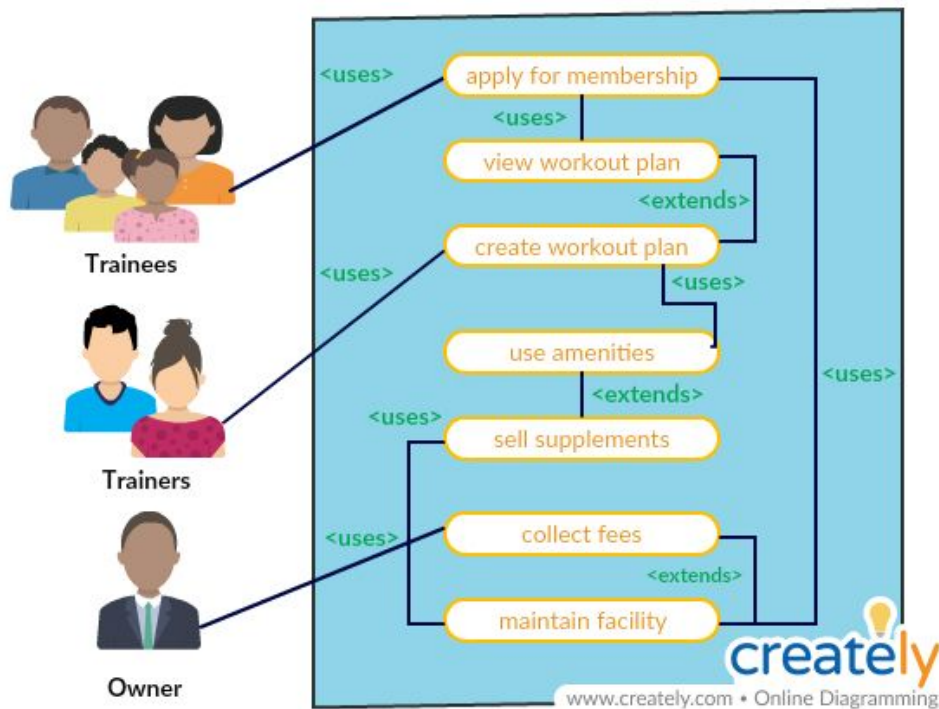 <uses>
apply for membership
<uses>
view workout plan
<extends>
Trainees
<uses>
create workout plan
<uses>
use amenities
<uses>
<extends>
<uses>
sell supplements
Trainers
<uses>
collect fees
<extends>
maintain facility
Owner
creately
www.creately.com • Online Diagramming